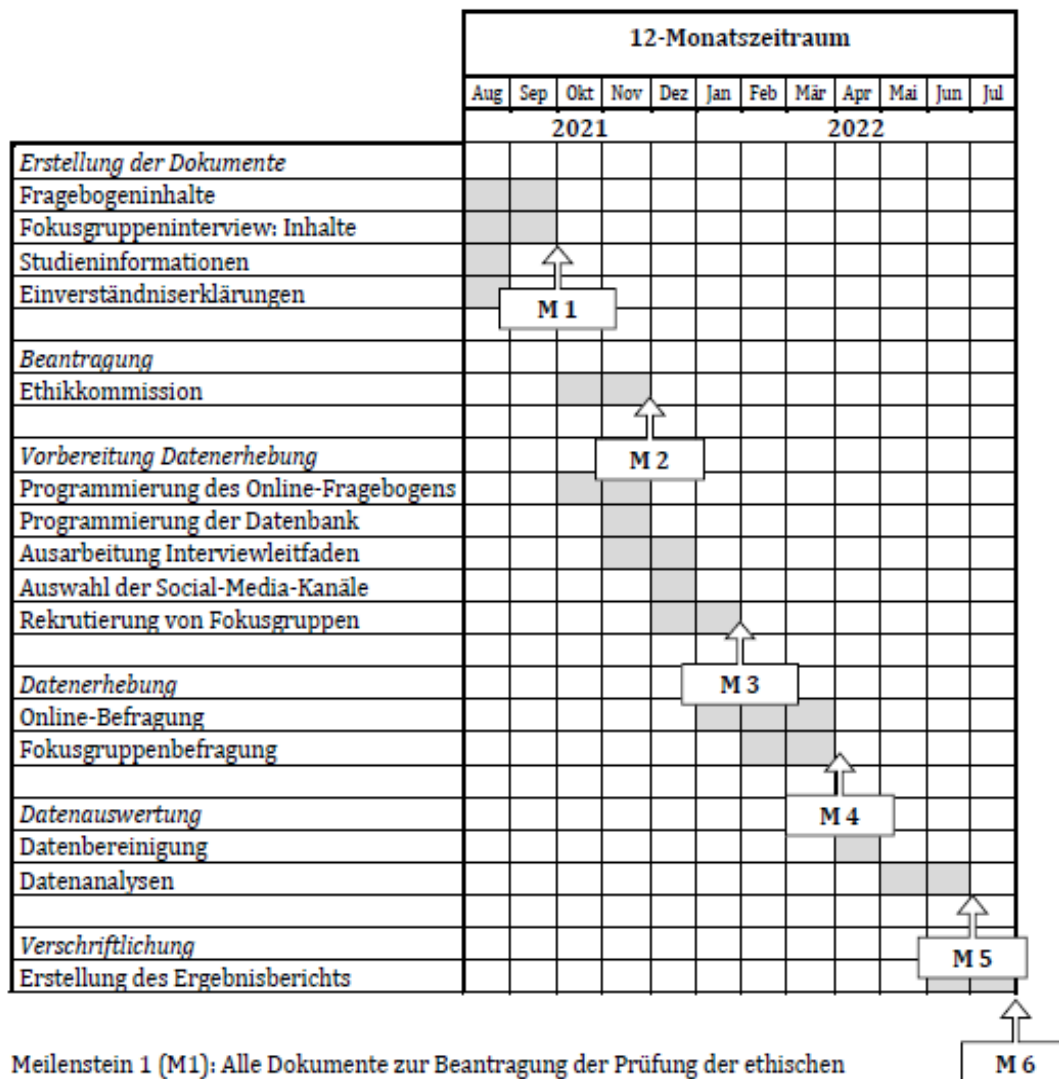 12-Monatszeitraum
Aug Sep Okt Nov Dez Jan Feb Mär Apr Mai Jun Jul
2021 2022
Erstellung der Dokumente
Fragebogeninhalte
Fokusgruppeninterview: Inhalte
Studieninformationen
Einverständniserklärungen
M 1
Beantragung
Ethikkommission
Vorbereitung Datenerhebung
M 2
Programmierung des Online-Fragebogens
Programmierung der Datenbank
Ausarbeitung Interviewleitfaden
Auswahl der Social-Media-Kanäle
Rekrutierung von Fokusgruppen
Datenerhebung
M 3
Online-Befragung
Fokusgruppenbefragung
Datenauswertung
M 4
Datenbereinigung
Datenanalysen
Verschriftlichung
M 5
Erstellung des Ergebnisberichts
Meilenstein 1 (M1): Alle Dokumente zur Beantragung der Prüfung der ethischen
M 6